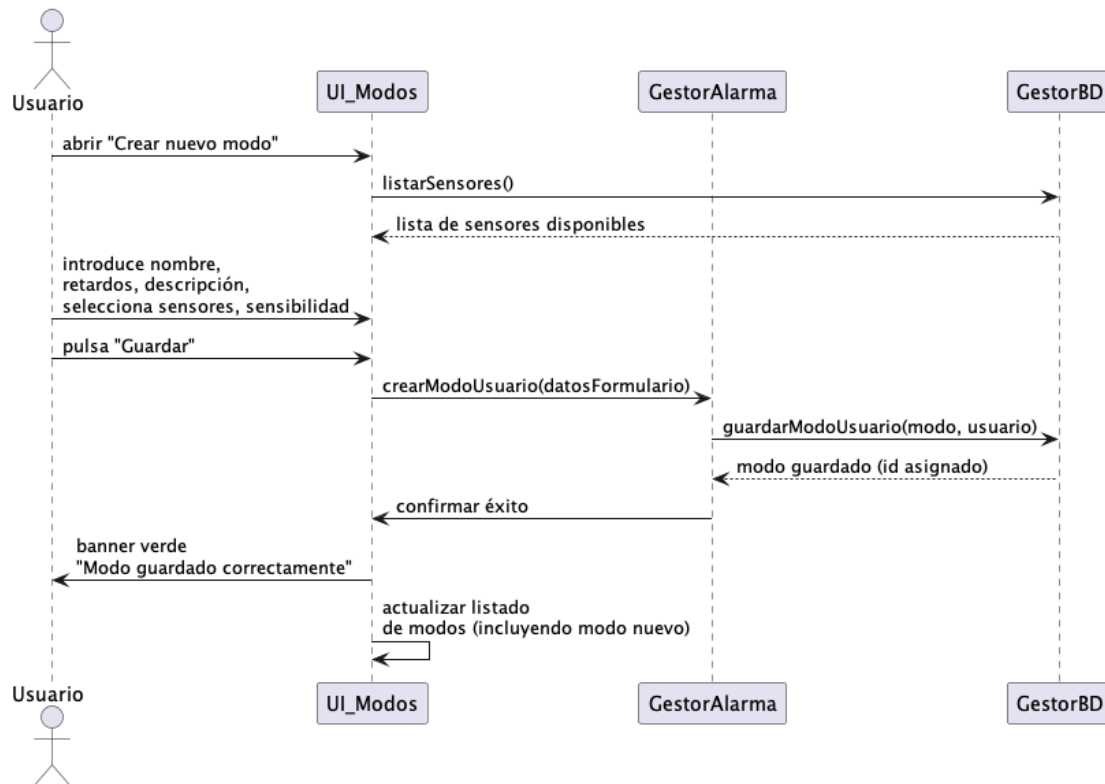 Usuario
UI_Modos
GestorAlarma
GestorBD
abrir "Crear nuevo modo"
listarSensores()
lista de sensores disponibles
introduce nombre,
retardos, descripción,
selecciona sensores, sensibilidad
pulsa "Guardar"
crearModoUsuario(datosFormulario)
guardarModoUsuario(modo, usuario)
modo guardado (id asignado)
confirmar éxito
banner verde
"Modo guardado correctamente"
actualizar listado
de modos (incluyendo modo nuevo)
Usuario
UI_Modos
GestorAlarma
GestorBD